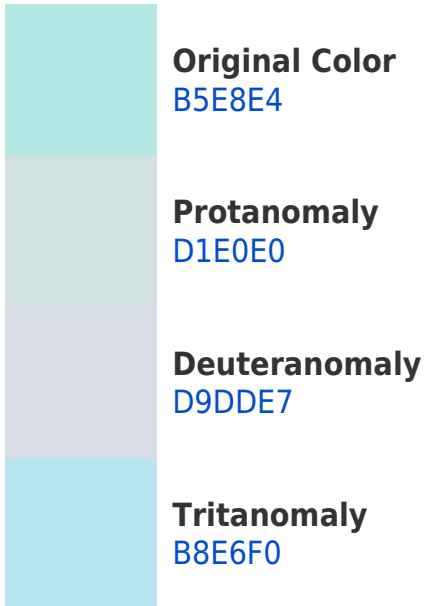 Original Color
B5E8E4
Protanomaly
D1E0E0
Deuteranomaly
D9DDE7
Tritanomaly
B8E6F0